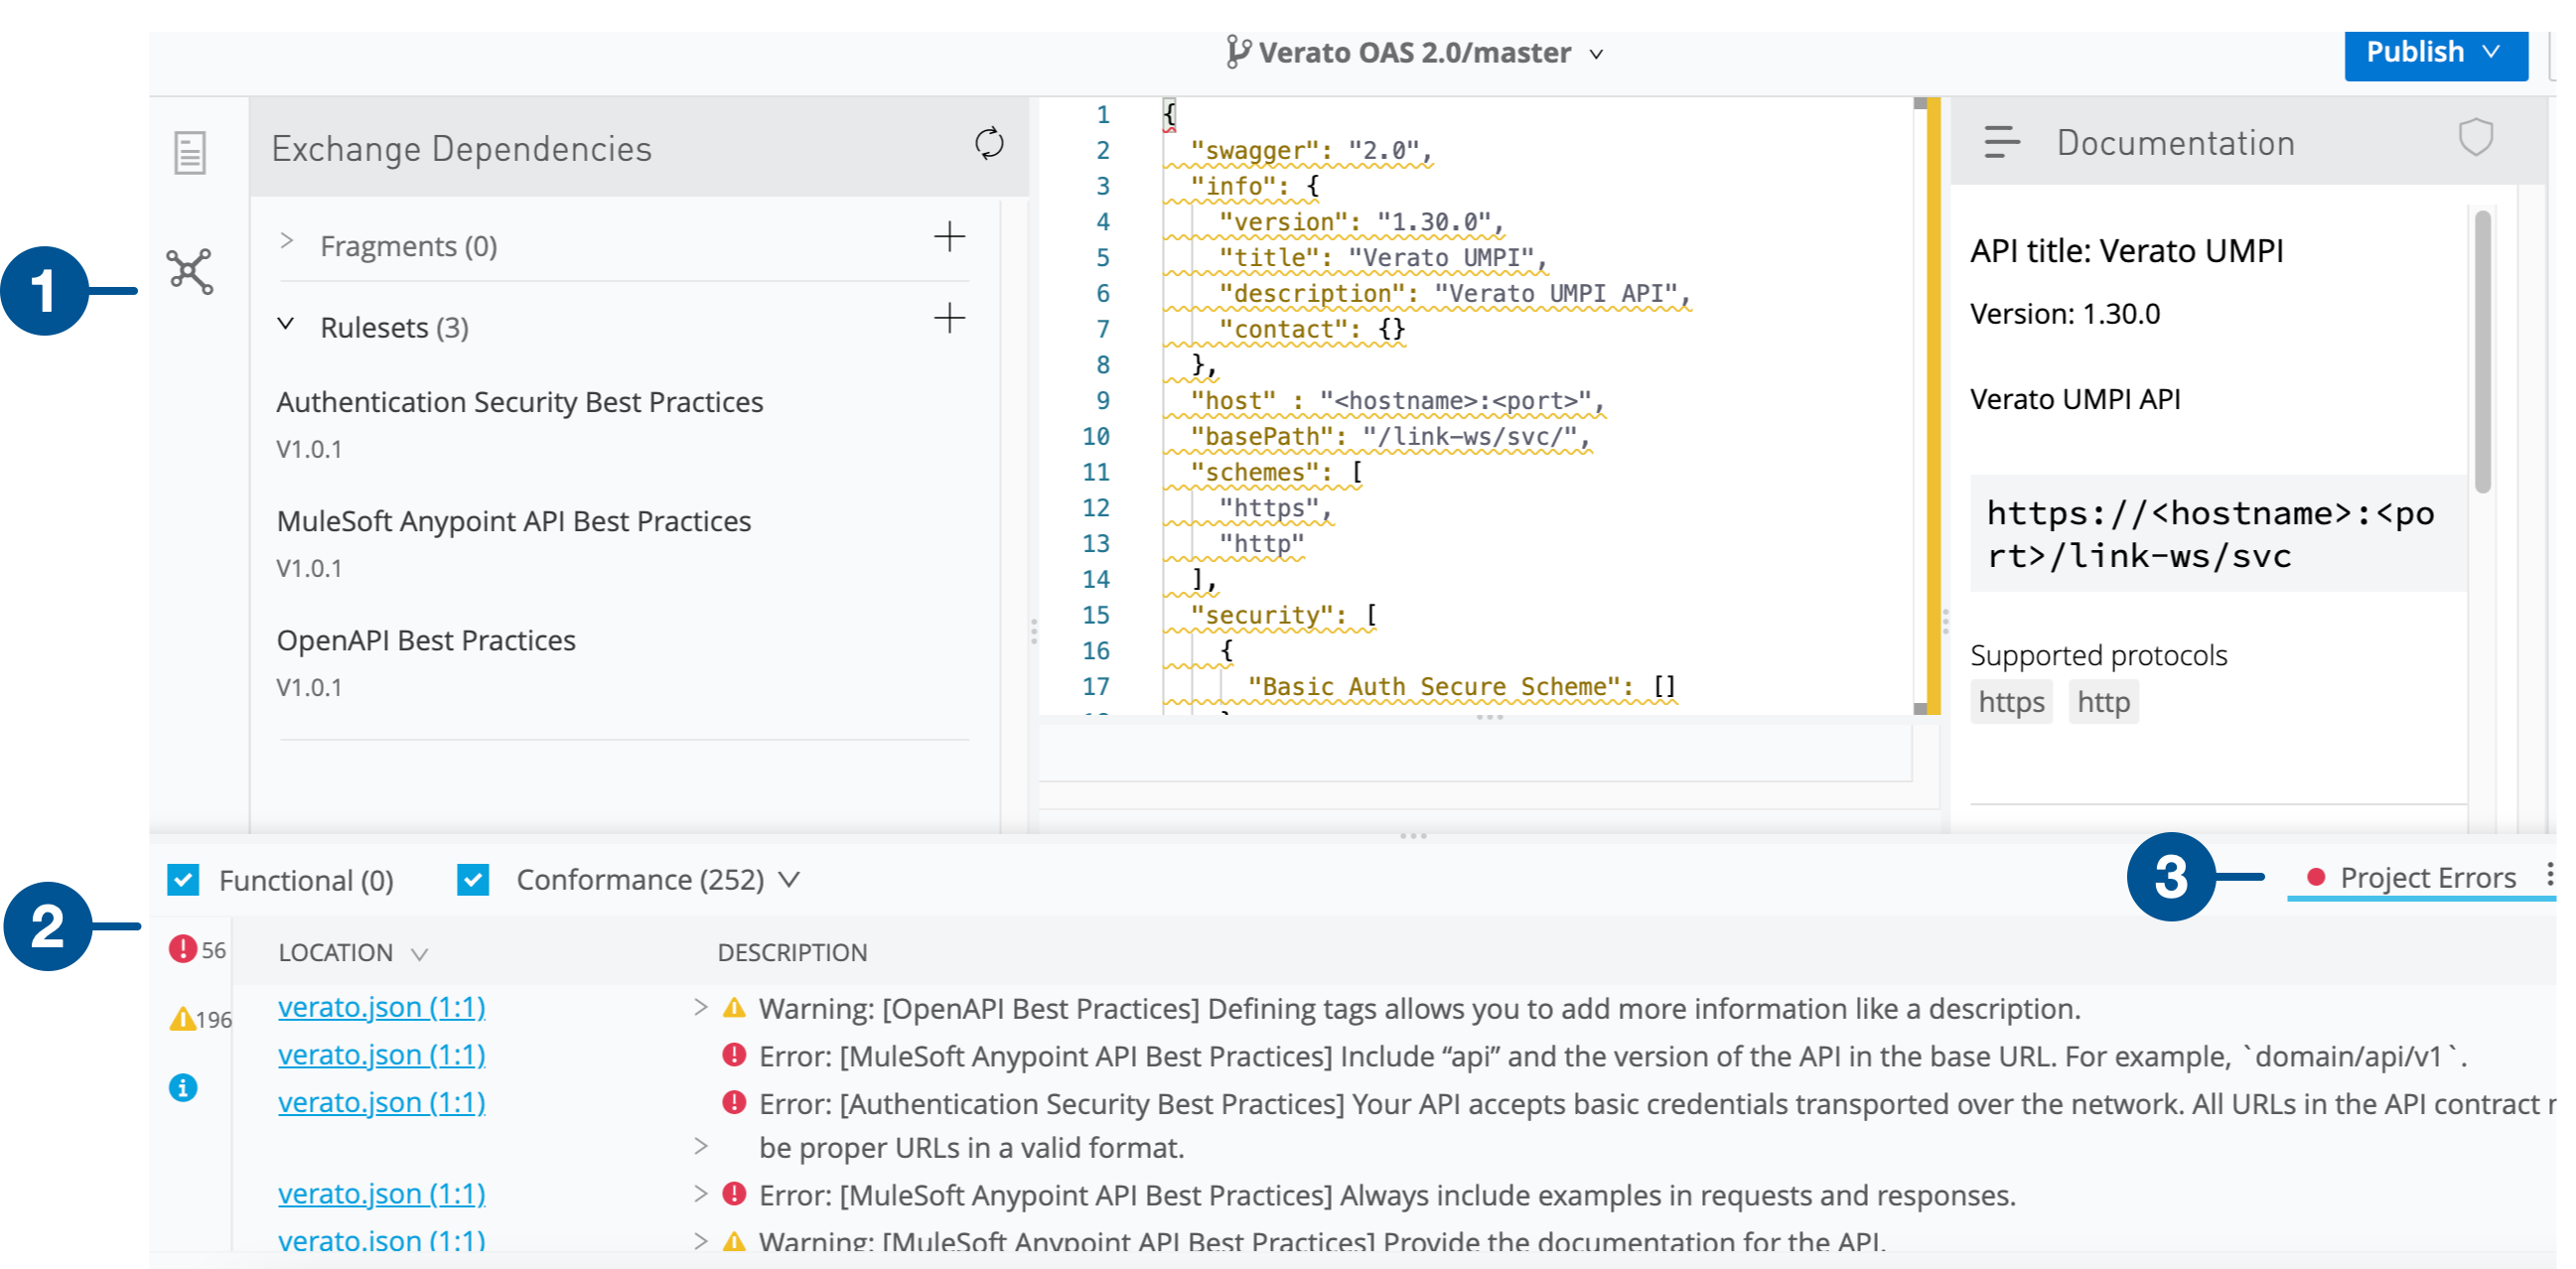 Verato OAS 2.0/master
Publish
Exchange Dependencies
Fragments (0)
Rulesets (3)
Authentication Security Best Practices
V1.0.1
MuleSoft Anypoint API Best Practices
V1.0.1
OpenAPI Best Practices
V1.0.1
1 {
2 "swagger": "2.0",
3 "info": {
4 "version": "1.30.0",
5 "title": "Verato UMPI",
6 "description": "Verato UMPI API",
7 "contact": {}
8 },
9 "host" : "<hostname>:<port>",
10 "basePath": "/link-ws/svc/",
11 "schemes": [
12 "https",
13 "http"
14 ],
15 "security": [
16 {
17 "Basic Auth Secure Scheme": []
Documentation
API title: Verato UMPI
Version: 1.30.0
Verato UMPI API
https://<hostname>:<po
rt>/link-ws/svc
Supported protocols
https http
1
2
3
Functional (0) Conformance (252)
Project Errors
56
196
LOCATION DESCRIPTION
verato.json (1:1) Warning: [OpenAPI Best Practices] Defining tags allows you to add more information like a description.
verato.json (1:1) Error: [MuleSoft Anypoint API Best Practices] Include “api” and the version of the API in the base URL. For example, `domain/api/v1`.
verato.json (1:1) Error: [Authentication Security Best Practices] Your API accepts basic credentials transported over the network. All URLs in the API contract
be proper URLs in a valid format.
verato.json (1:1) Error: [MuleSoft Anypoint API Best Practices] Always include examples in requests and responses.
verato.json (1:1) Warning: [MuleSoft Anypoint API Best Practices] Provide the documentation for the API.